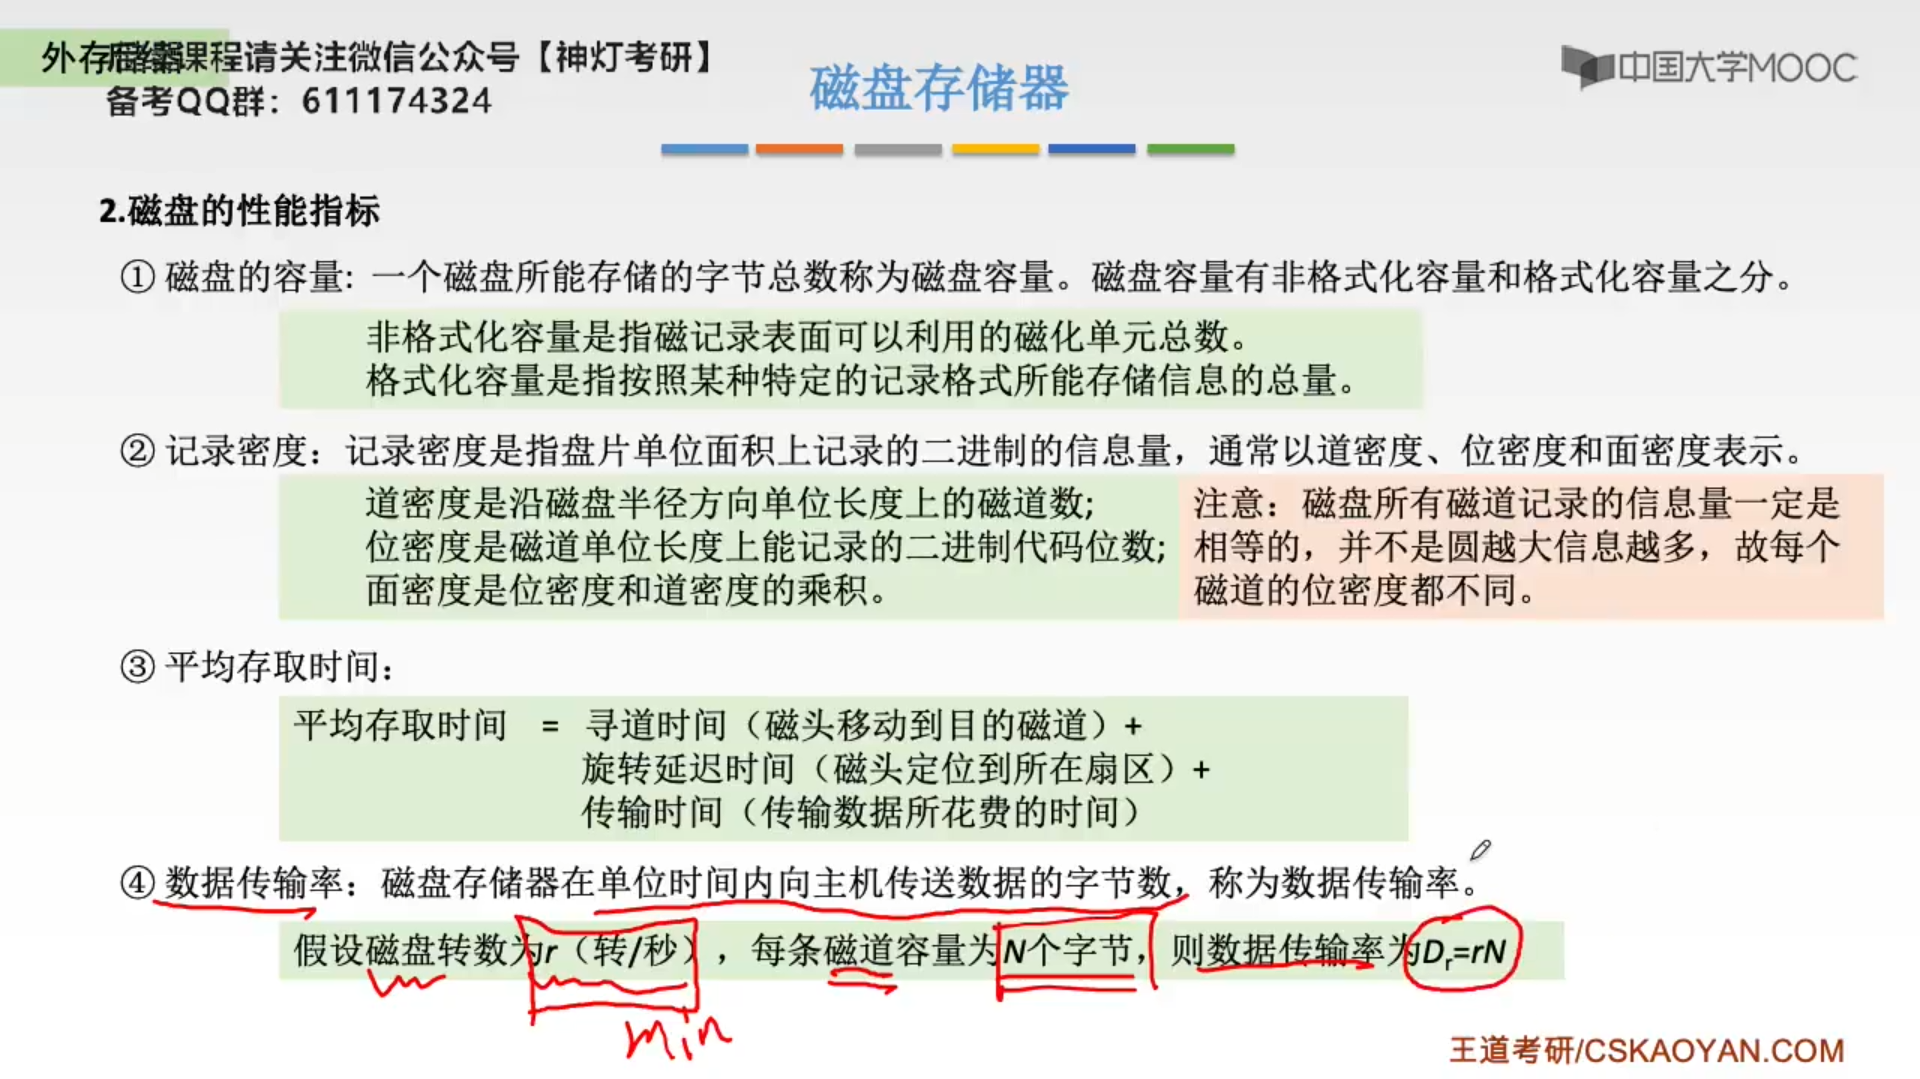 外存储器课程请关注微信公众号【神灯考研】
备考QQ群：611174324
磁盘存储器
中国大学MOOC
2.磁盘的性能指标
① 磁盘的容量：一个磁盘所能存储的字节总数称为磁盘容量。磁盘容量有非格式化容量和格式化容量之分。
非格式化容量是指磁记录表面可以利用的磁化单元总数。
格式化容量是指按照某种特定的记录格式所能存储信息的总量。
② 记录密度：记录密度是指盘片单位面积上记录的二进制的信息量，通常以道密度、位密度和面密度表示。
道密度是沿磁盘半径方向单位长度上的磁道数;
位密度是磁道单位长度上能记录的二进制代码位数;
面密度是位密度和道密度的乘积。
注意：磁盘所有磁道记录的信息量一定是
相等的，并不是圆越大信息越多，故每个
磁道的位密度都不同。
③ 平均存取时间：
平均存取时间 = 寻道时间（磁头移动到目的磁道）+
旋转延迟时间（磁头定位到所在扇区）+
传输时间（传输数据所花费的时间）
④ 数据传输率：磁盘存储器在单位时间内向主机传送数据的字节数，称为数据传输率。
假设磁盘转数为r（转/秒），每条磁道容量为N个字节，则数据传输率为Dr=rN
min
王道考研/CSKAOYAN.COM